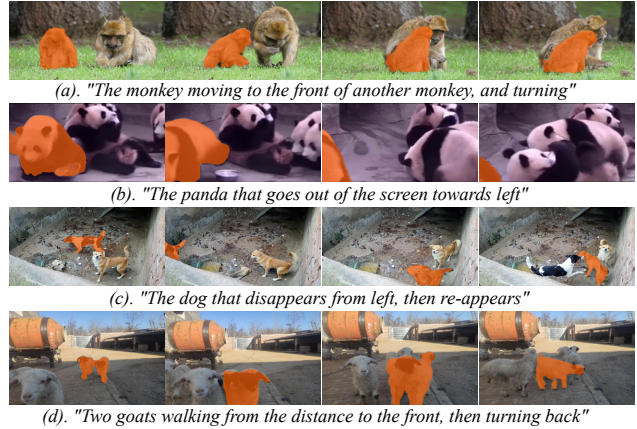 (a). "The monkey moving to the front of another monkey, and turning"
(b). "The panda that goes out of the screen towards left"
(c). "The dog that disappears from left, then re-appears"
(d). "Two goats walking from the distance to the front, then turning back"